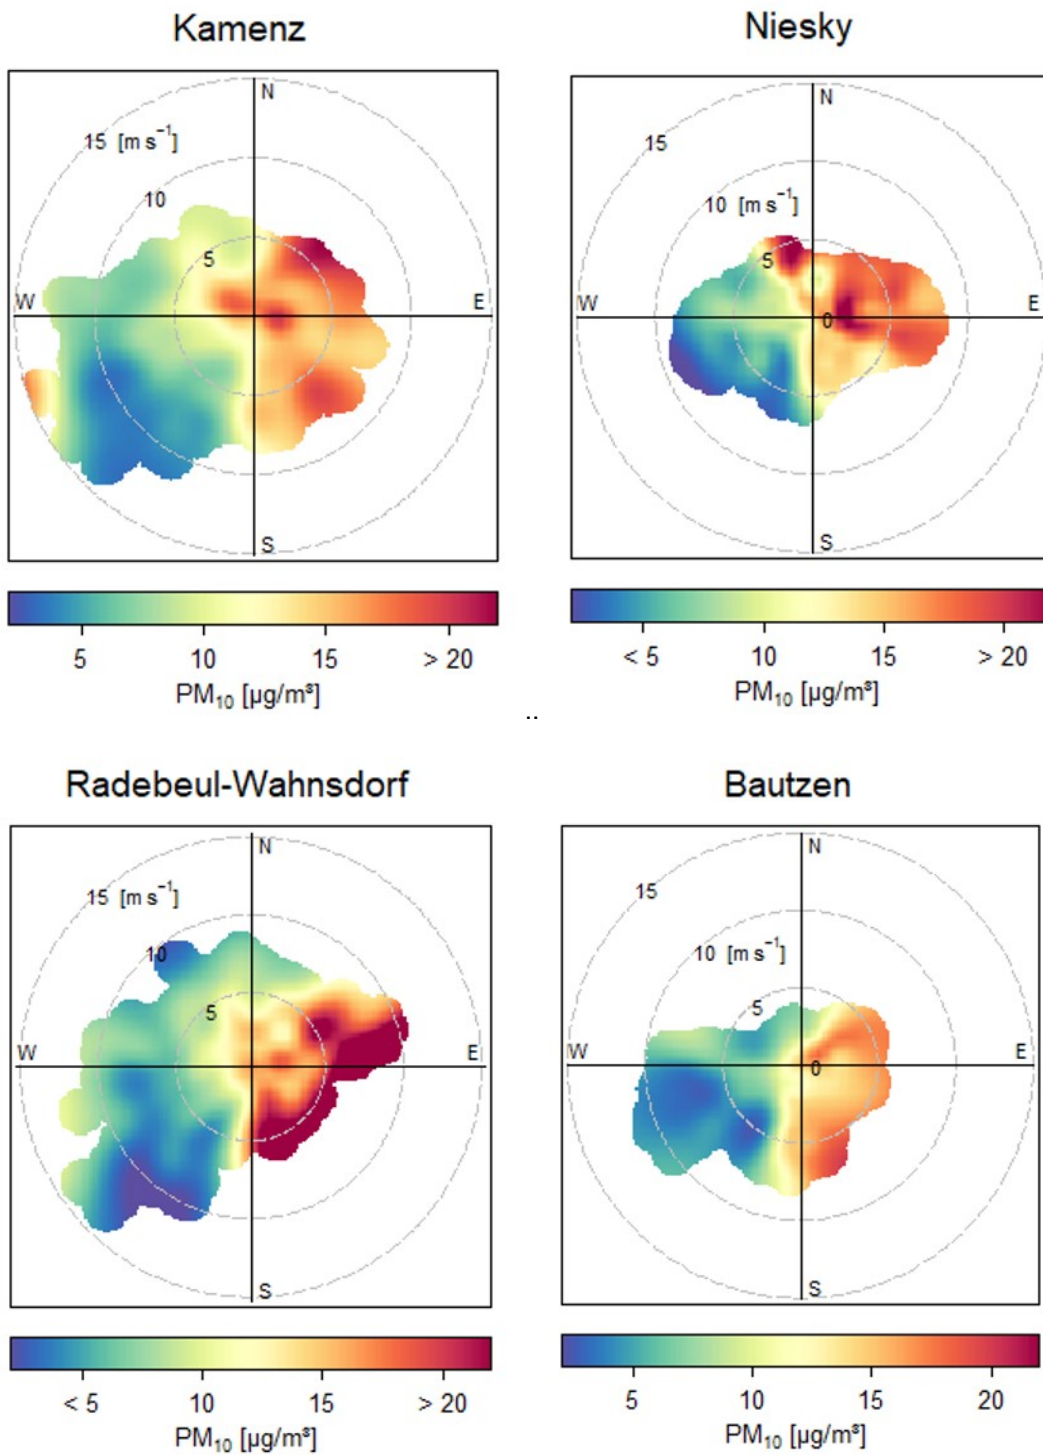 Kamenz
N
15 [m s⁻¹]
10
5
W
E
S
5 10 15 > 20
PM₁₀ [µg/m³]
Niesky
N
15
10 [m s⁻¹]
5
W
0
E
S
< 5 10 15 > 20
PM₁₀ [µg/m³]
..
Radebeul-Wahnsdorf
N
15 [m s⁻¹]
10
5
W
E
S
< 5 10 15 > 20
PM₁₀ [µg/m³]
Bautzen
N
15
10 [m s⁻¹]
5
W
0
E
S
5 10 15 20
PM₁₀ [µg/m³]